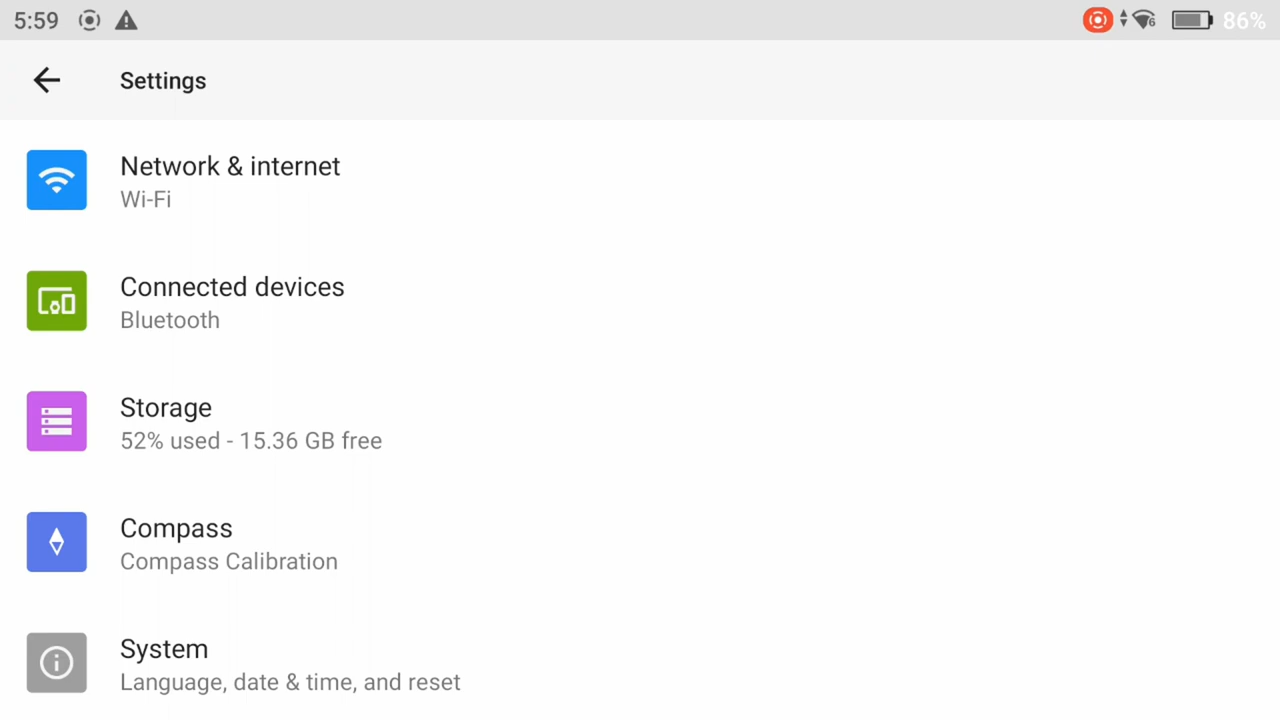 5:59
86%
Settings
Network & internet
Wi-Fi
Connected devices
Bluetooth
Storage
52% used - 15.36 GB free
Compass
Compass Calibration
System
Language, date & time, and reset